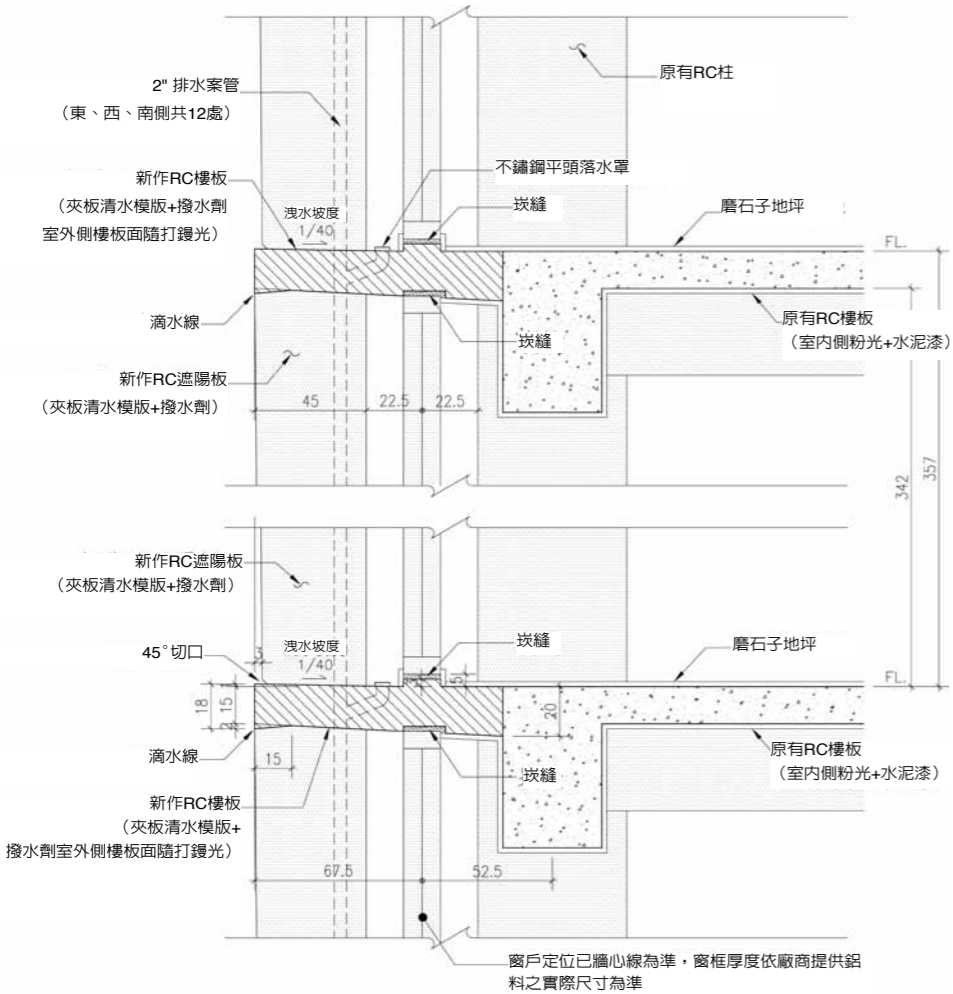 原有RC柱
2" 排水案管
（東、西、南側共12處）
不鏽鋼平頭落水罩
新作RC樓板
（夾板清水模版+撥水劑
室外側樓板面隨打鏝光）
洩水坡度
1/40
崁縫
磨石子地坪
FL.
滴水線
崁縫
原有RC樓板
（室內側粉光+水泥漆）
新作RC遮陽板
（夾板清水模版+撥水劑）
45
22.5
22.5
342
357
新作RC遮陽板
（夾板清水模版+撥水劑）
45°切口
3
洩水坡度
1/40
崁縫
5
磨石子地坪
FL.
18
15
2
20
滴水線
15
崁縫
原有RC樓板
（室內側粉光+水泥漆）
新作RC樓板
（夾板清水模版+
撥水劑室外側樓板面隨打鏝光）
67.5
52.5
窗戶定位已牆心線為準，窗框厚度依廠商提供鋁
料之實際尺寸為準